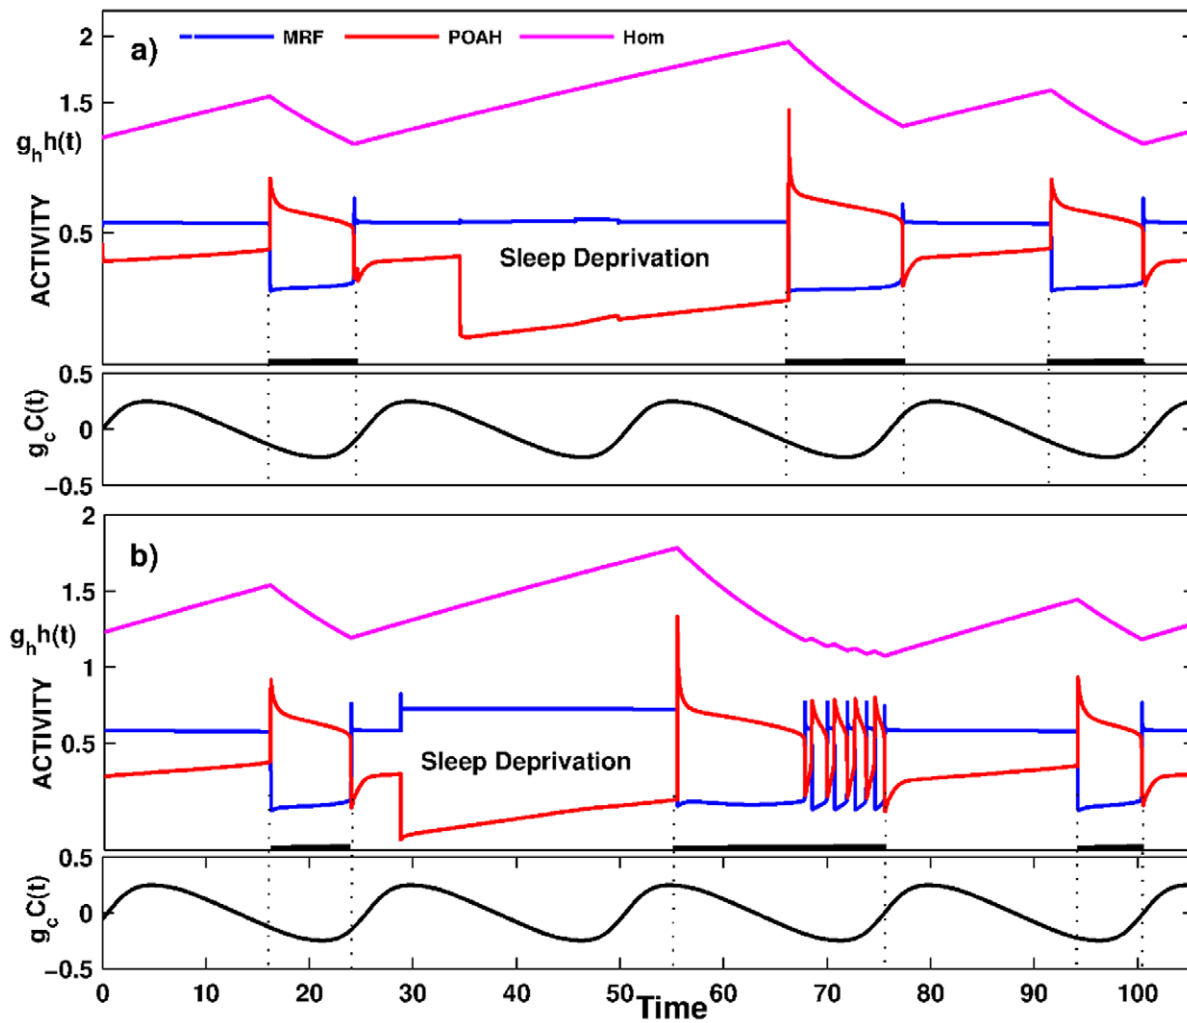 a) MRF POAH Hom
2
1.5
g_h h(t)
0.5
ACTIVITY
Sleep Deprivation
0.5
0
−0.5
g_c C(t)
2
b)
1.5
g_h h(t)
1
0.5
ACTIVITY
Sleep Deprivation
0.5
0
−0.5
g_c C(t)
0 10 20 30 40 50 60 70 80 90 100
Time